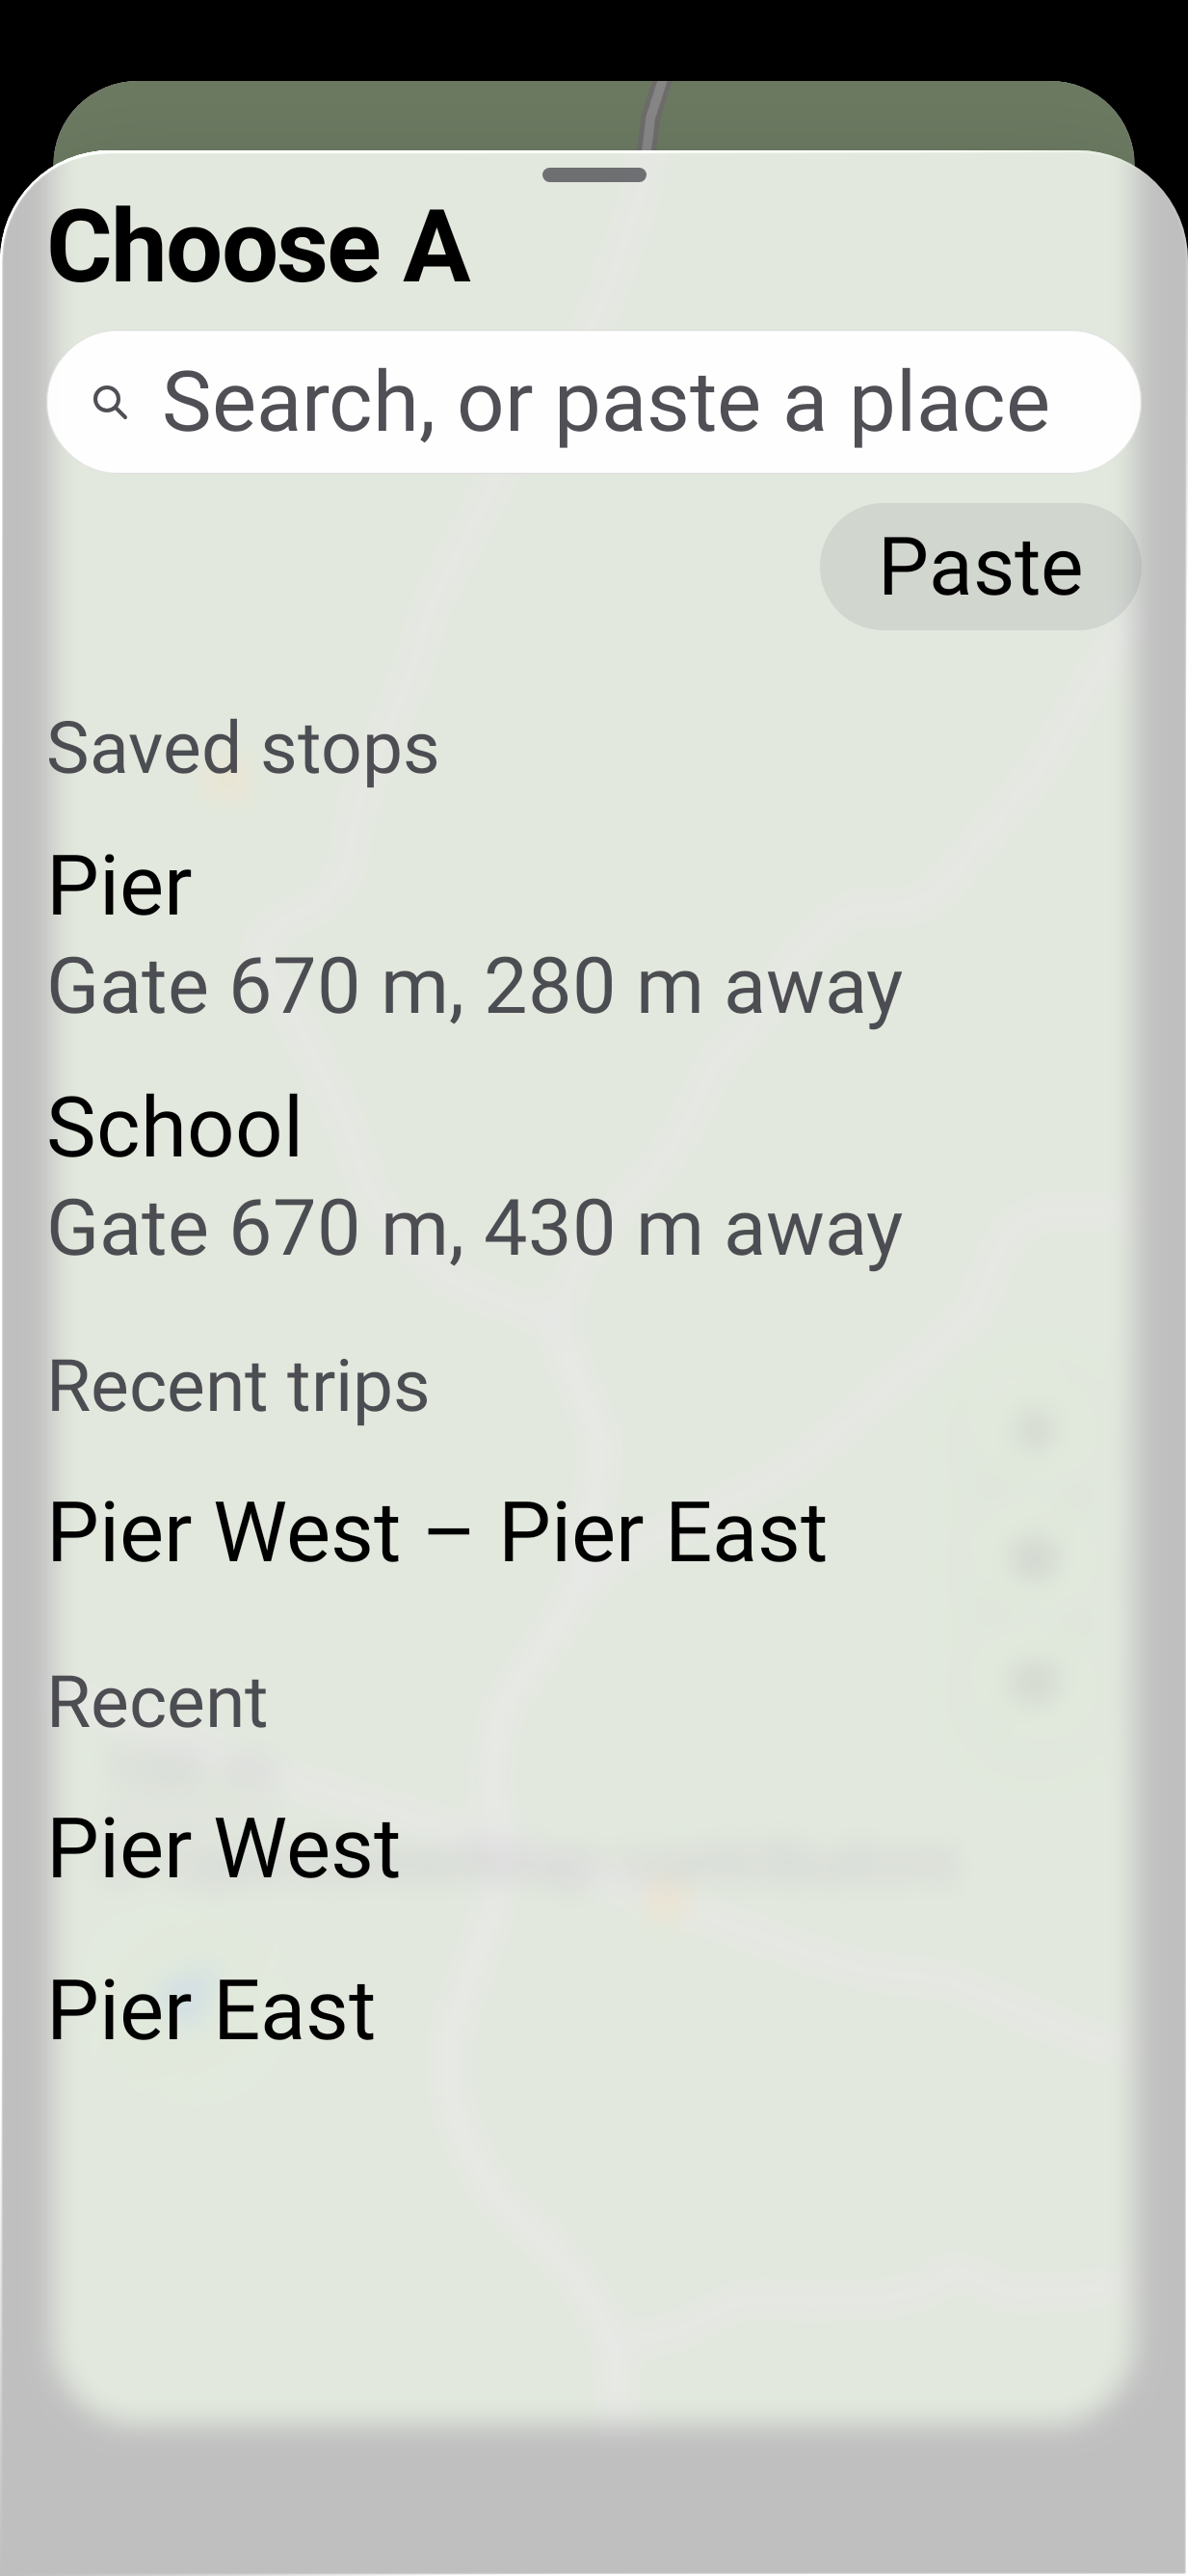 Choose A
Search, or paste a place
Paste
Saved stops
Pier
Gate 670 m, 280 m away
School
Gate 670 m, 430 m away
Recent trips
Pier West – Pier East
Recent
Pier West
Pier East